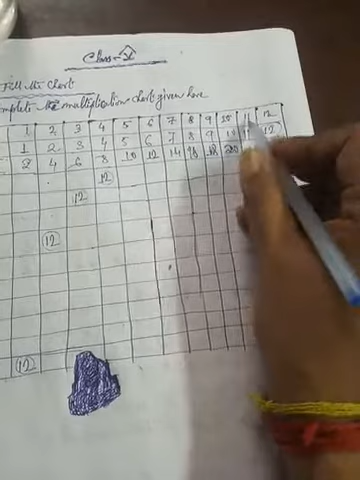 Class-V
Fill the chart
mplete the multiplication chart given here
1 2 3 4 5 6 7 8 9 10 11 12
1 2 3 4 5 6 7 8 9 10 11 12
2 4 6 8 10 12 14 16 18 20
12
12
12
12